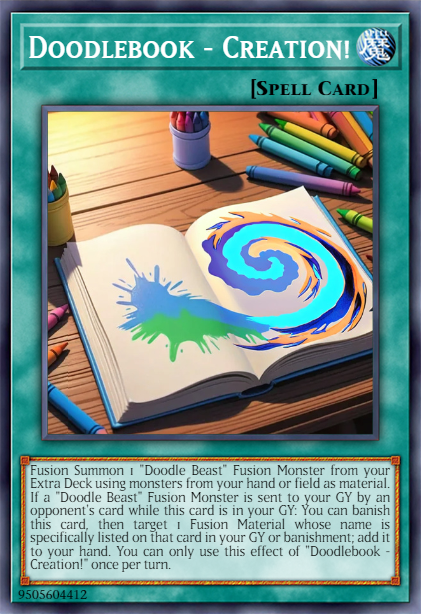 Doodlebook - Creation!
魔
[Spell Card]
Fusion Summon 1 "Doodle Beast" Fusion Monster from your
Extra Deck using monsters from your hand or field as material.
If a "Doodle Beast" Fusion Monster is sent to your GY by an
opponent's card while this card is in your GY: You can banish
this card, then target 1 Fusion Material whose name is
specifically listed on that card in your GY or banishment; add it
to your hand. You can only use this effect of "Doodlebook -
Creation!" once per turn.
9505604412